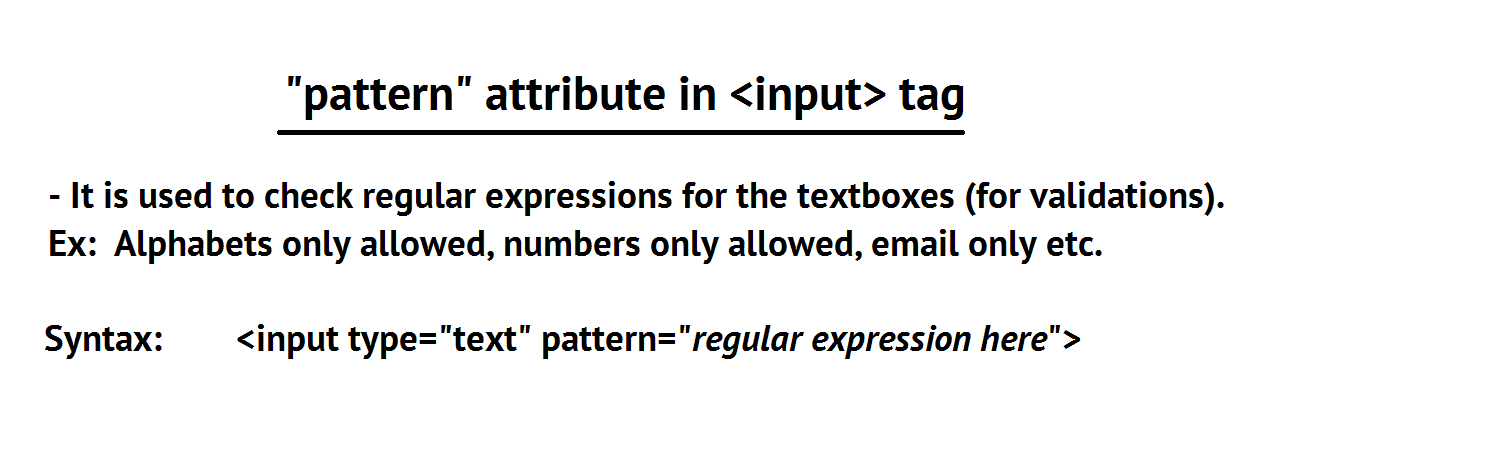 "pattern" attribute in <input> tag
- It is used to check regular expressions for the textboxes (for validations).
Ex: Alphabets only allowed, numbers only allowed, email only etc.
Syntax: <input type="text" pattern="regular expression here">